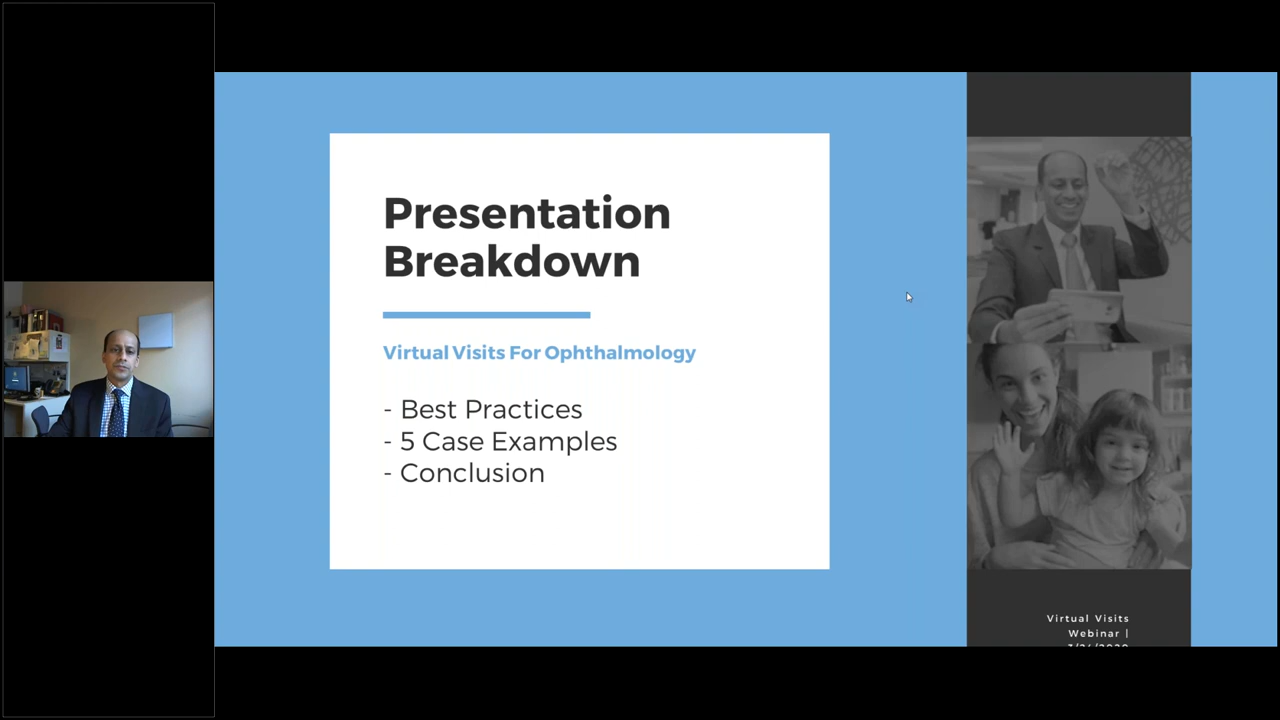 Presentation
Breakdown
Virtual Visits For Ophthalmology
- Best Practices
- 5 Case Examples
- Conclusion
Virtual Visits
Webinar |